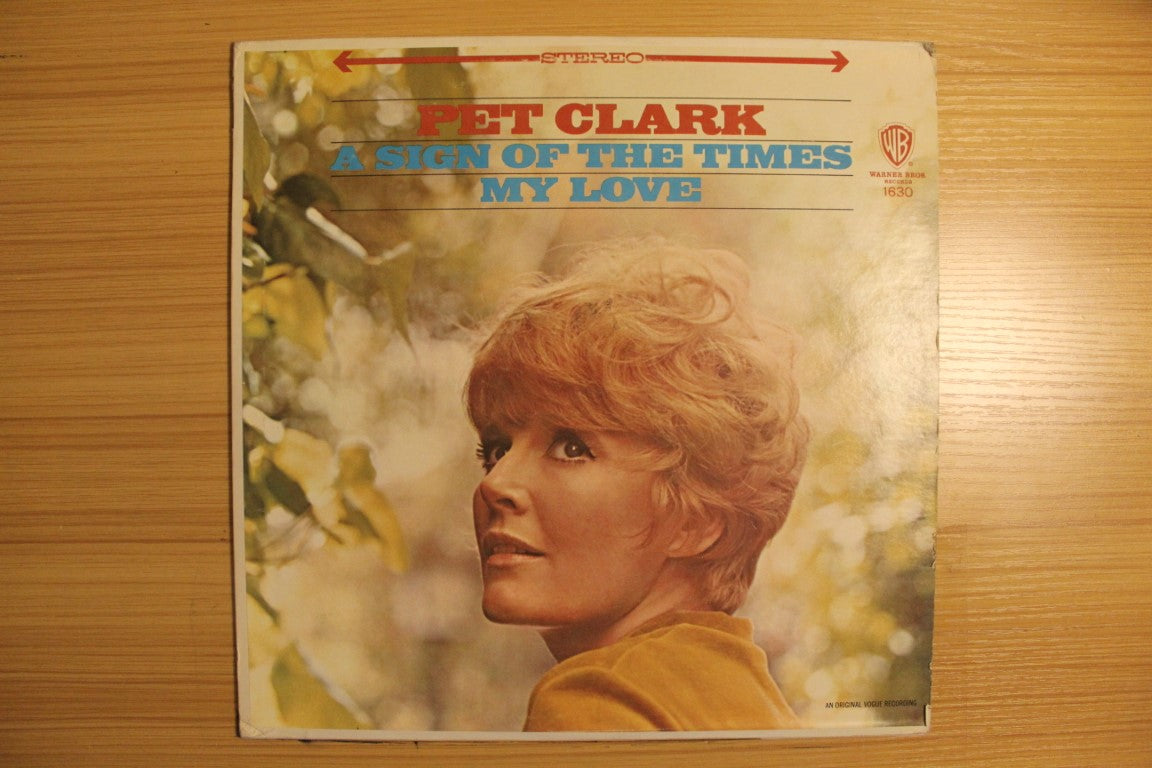 STEREO
PET CLARK
A SIGN OF THE TIMES
MY LOVE
WB
WARNER BROS
RECORDS
1630
AN ORIGINAL VOGUE RECORDING